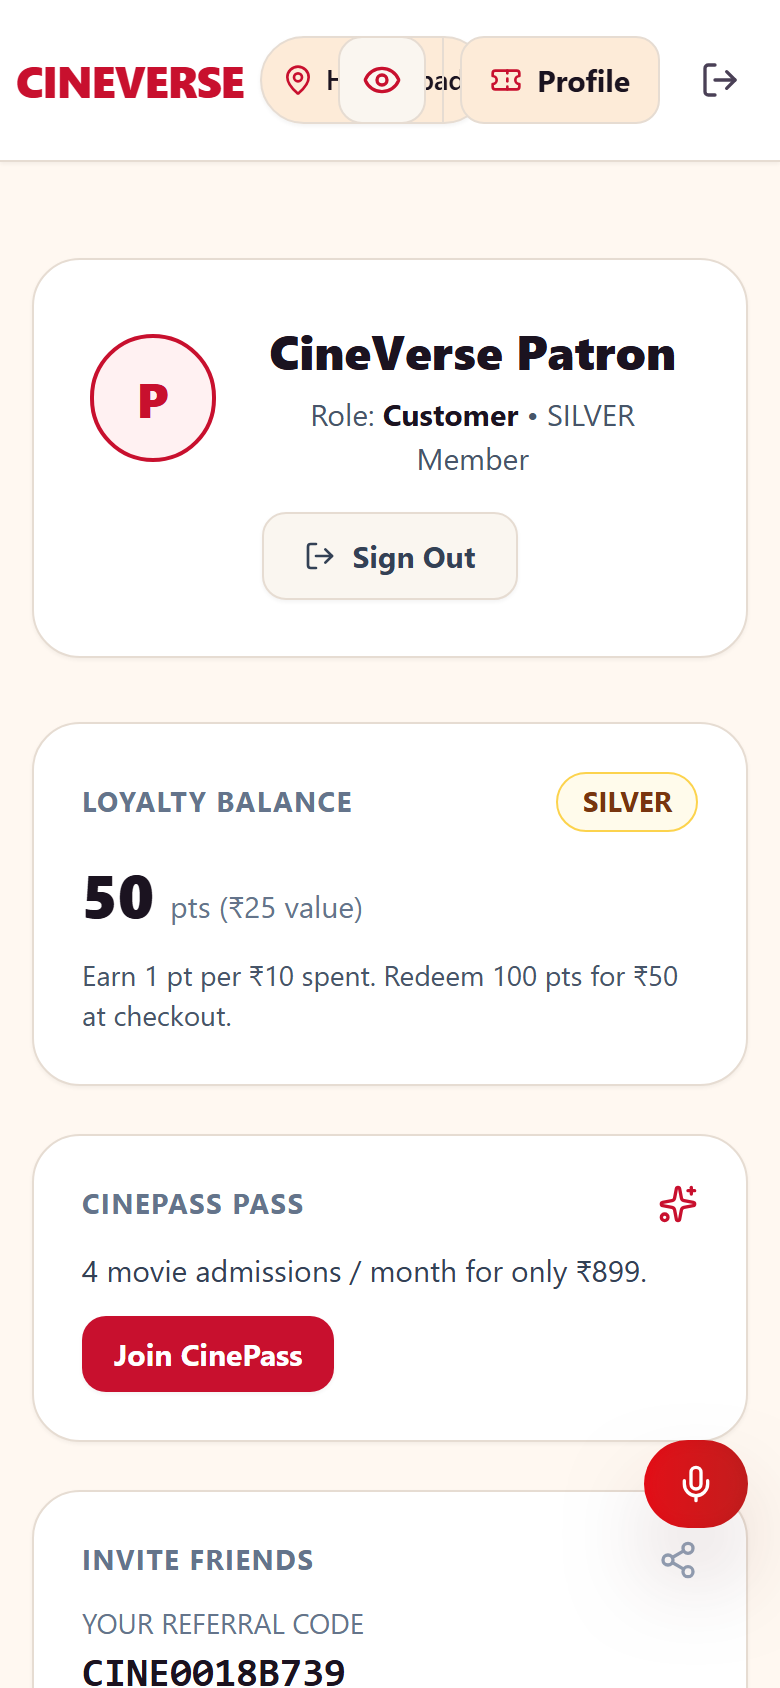 CINEVERSE
Profile
P
CineVerse Patron
Role: Customer • SILVER
Member
Sign Out
LOYALTY BALANCE
SILVER
50 pts (₹25 value)
Earn 1 pt per ₹10 spent. Redeem 100 pts for ₹50
at checkout.
CINEPASS PASS
4 movie admissions / month for only ₹899.
Join CinePass
INVITE FRIENDS
YOUR REFERRAL CODE
CINE0018B739